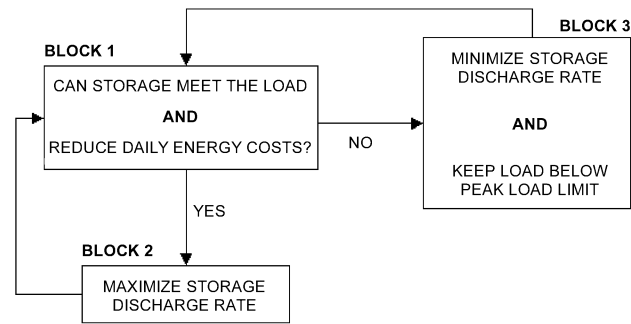 BLOCK 1
CAN STORAGE MEET THE LOAD
AND
REDUCE DAILY ENERGY COSTS?
NO
YES
BLOCK 2
MAXIMIZE STORAGE
DISCHARGE RATE
BLOCK 3
MINIMIZE STORAGE
DISCHARGE RATE
AND
KEEP LOAD BELOW
PEAK LOAD LIMIT